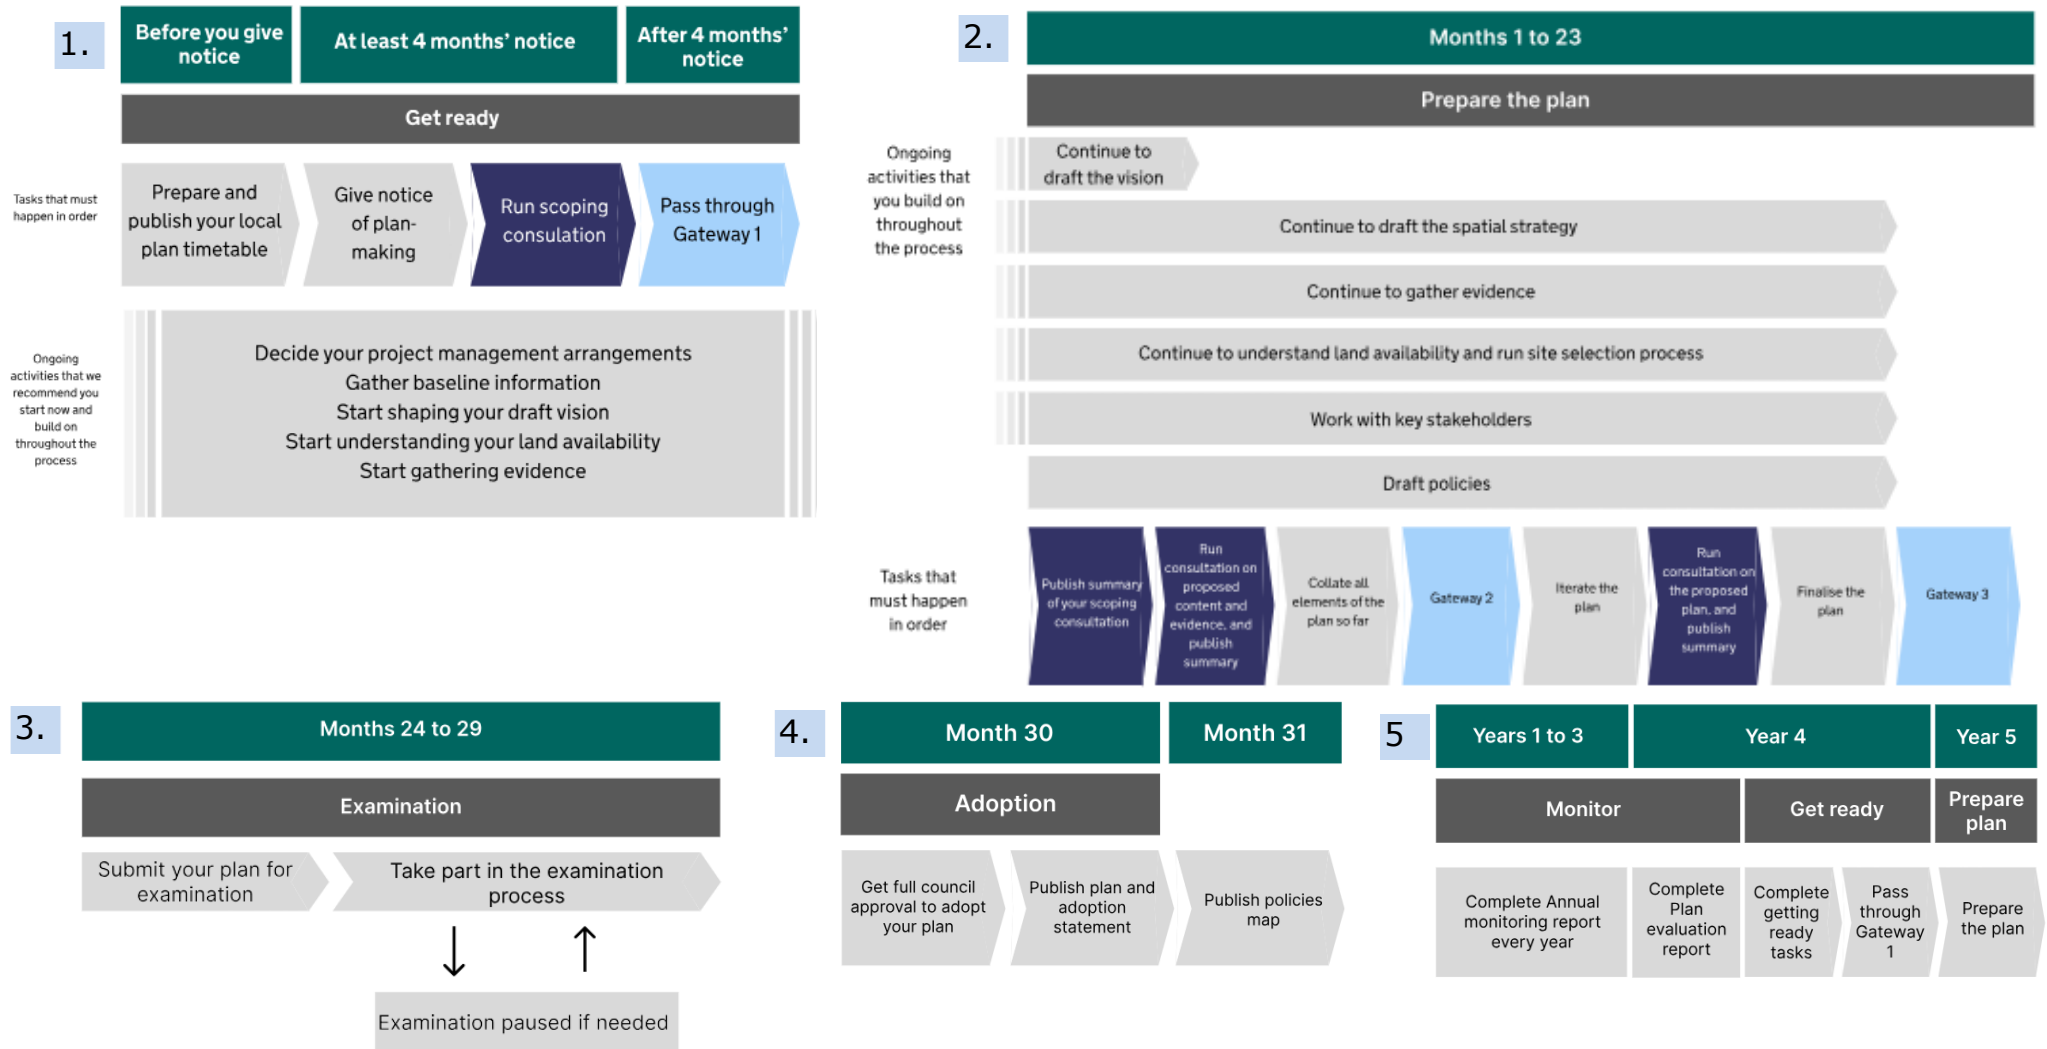 1.
Before you give
notice
At least 4 months' notice
After 4 months'
notice
Get ready
Tasks that must
happen in order
Prepare and
publish your local
plan timetable
Give notice
of plan-
making
Run scoping
consulation
Pass through
Gateway 1
Ongoing
activities that we
recommend you
start now and
build on
throughout the
process
Decide your project management arrangements
Gather baseline information
Start shaping your draft vision
Start understanding your land availability
Start gathering evidence
2.
Months 1 to 23
Prepare the plan
Ongoing
activities that
you build on
throughout
the process
Continue to
draft the vision
Continue to draft the spatial strategy
Continue to gather evidence
Continue to understand land availability and run site selection process
Work with key stakeholders
Draft policies
Tasks that
must happen
in order
Publish summary
of your scoping
consultation
Run
consultation on
proposed
content and
evidence, and
publish
summary
Collate all
elements of the
plan so far
Gateway 2
Iterate the
plan
Run
consultation on
the proposed
plan, and
publish
summary
Finalise the
plan
Gateway 3
3.
Months 24 to 29
Examination
Submit your plan for
examination
Take part in the examination
process
Examination paused if needed
4.
Month 30
Month 31
Adoption
Get full council
approval to adopt
your plan
Publish plan and
adoption
statement
Publish policies
map
5
Years 1 to 3
Year 4
Year 5
Monitor
Get ready
Prepare
plan
Complete Annual
monitoring report
every year
Complete
Plan
evaluation
report
Complete
getting
ready
tasks
Pass
through
Gateway
1
Prepare
the plan